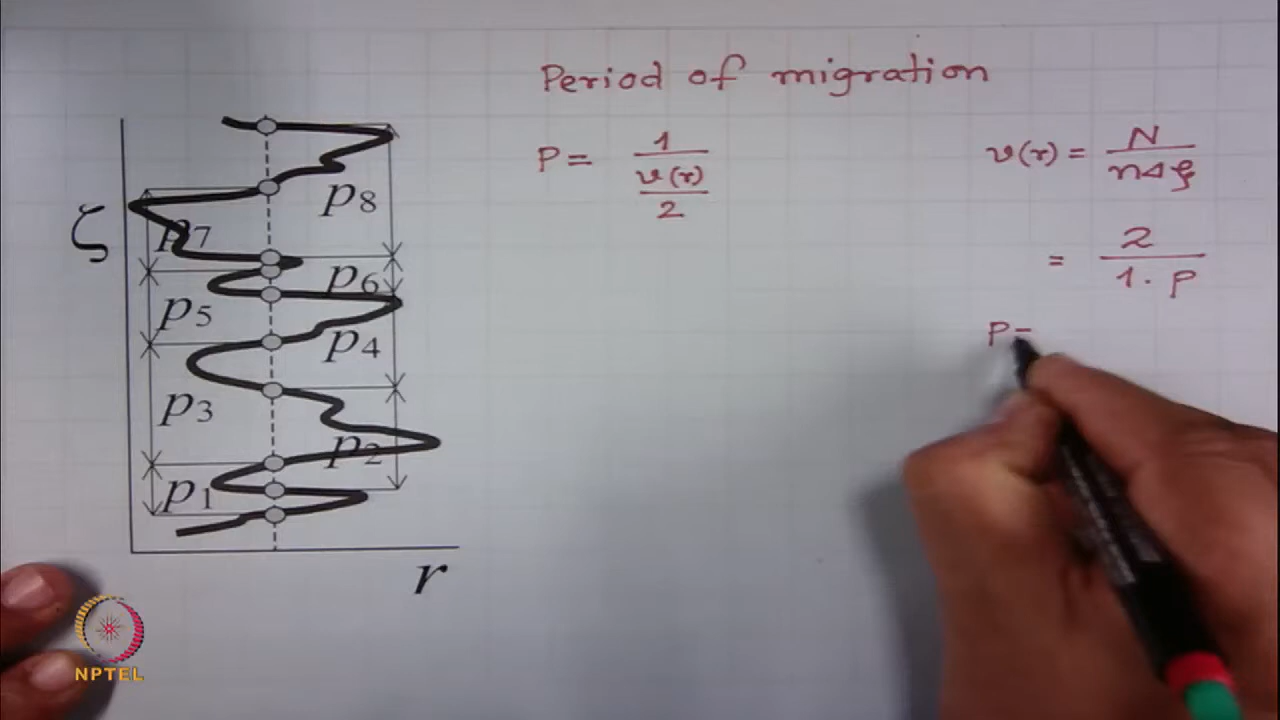 Period of migration
P = 1 / (ν(r) / 2)
ν(r) = N / nΔξ
= 2 / 1 · P
P =
ζ
p8
p7
p6
p5
p4
p3
p2
p1
r
NPTEL